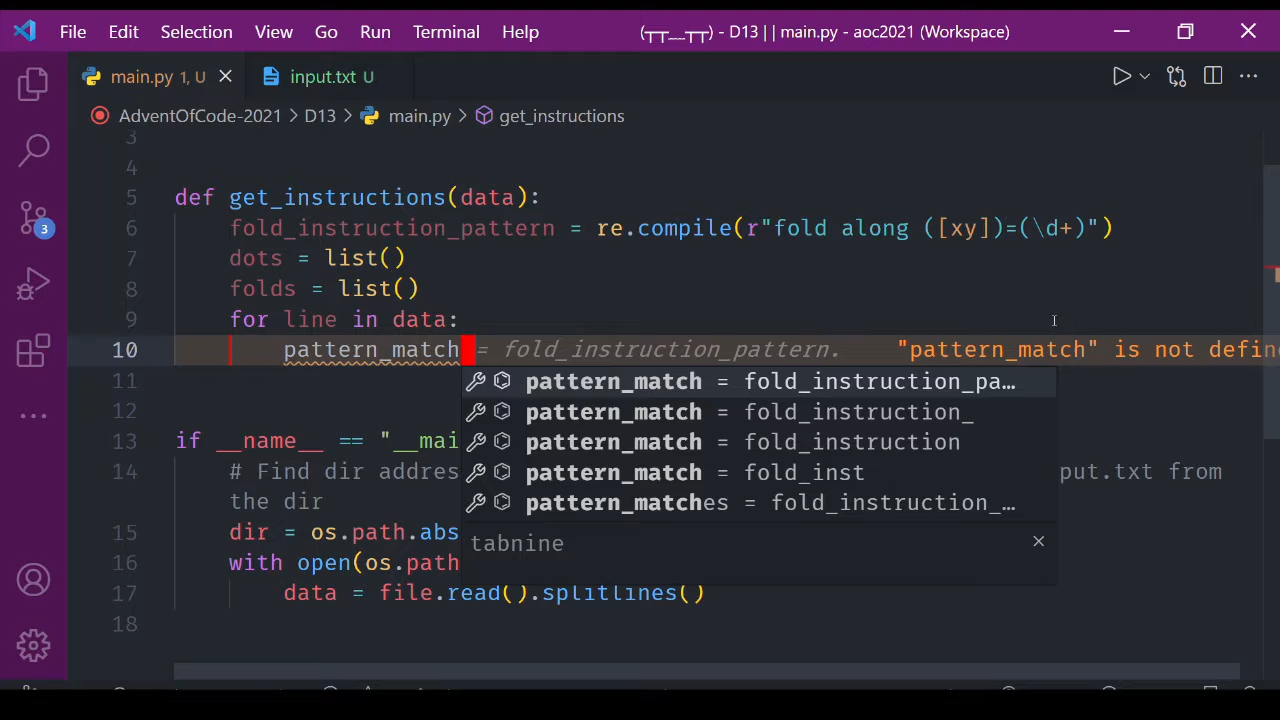 File Edit Selection View Go Run Terminal Help (┬┬__┬┬) - D13 | | main.py - aoc2021 (Workspace)
main.py 1, U input.txt U
AdventOfCode-2021 > D13 > main.py > get_instructions
3
4
5 def get_instructions(data):
6 fold_instruction_pattern = re.compile(r"fold along ([xy])=(\d+)")
7 dots = list()
8 folds = list()
9 for line in data:
10 pattern_match = fold_instruction_pattern. "pattern_match" is not define
11 pattern_match = fold_instruction_pa…
12 pattern_match = fold_instruction_
13 if __name__ == "__mai pattern_match = fold_instruction
14 # Find dir addres pattern_match = fold_inst put.txt from
the dir pattern_matches = fold_instruction_…
15 dir = os.path.abs tabnine
16 with open(os.path
17 data = file.read().splitlines()
18
3